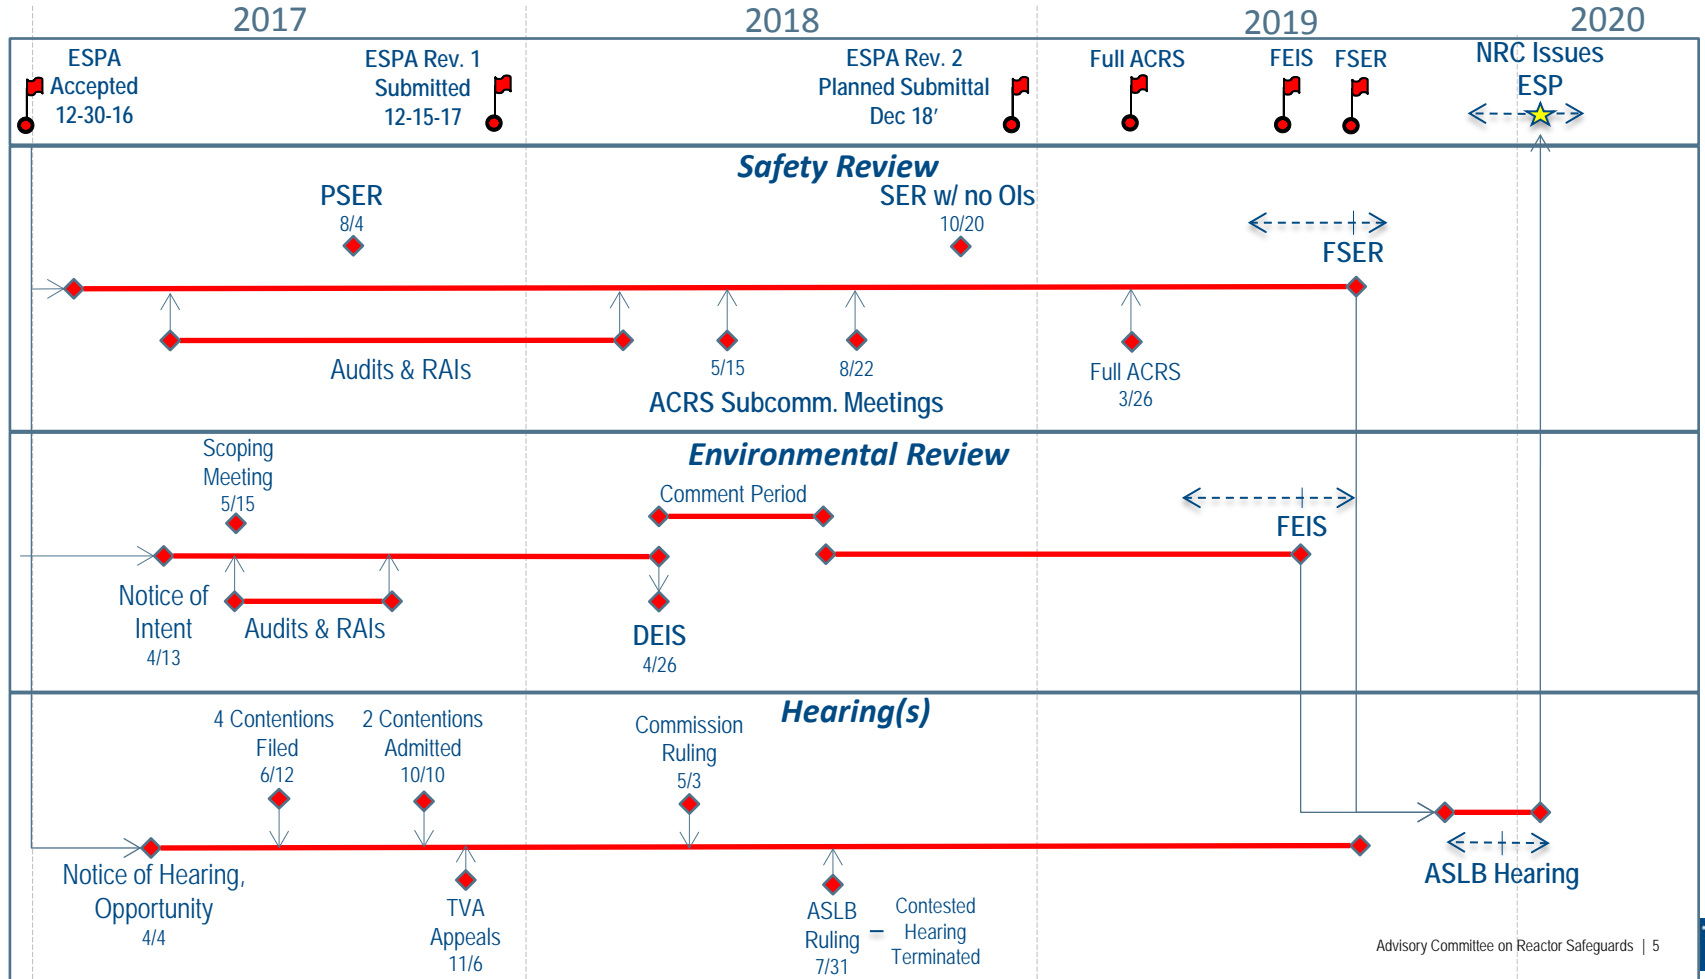 2017
2018
2019
2020
ESPA
Accepted
12-30-16
ESPA Rev. 1
Submitted
12-15-17
ESPA Rev. 2
Planned Submittal
Dec 18'
Full ACRS
FEIS
FSER
NRC Issues
ESP
Safety Review
PSER
8/4
SER w/ no OIs
10/20
FSER
Audits & RAIs
5/15
8/22
ACRS Subcomm. Meetings
Full ACRS
3/26
Environmental Review
Scoping
Meeting
5/15
Comment Period
FEIS
Notice of
Intent
4/13
Audits & RAIs
DEIS
4/26
Hearing(s)
4 Contentions
Filed
6/12
2 Contentions
Admitted
10/10
Commission
Ruling
5/3
Notice of Hearing,
Opportunity
4/4
TVA
Appeals
11/6
ASLB
Ruling
7/31
– Contested
Hearing
Terminated
ASLB Hearing
Advisory Committee on Reactor Safeguards | 5